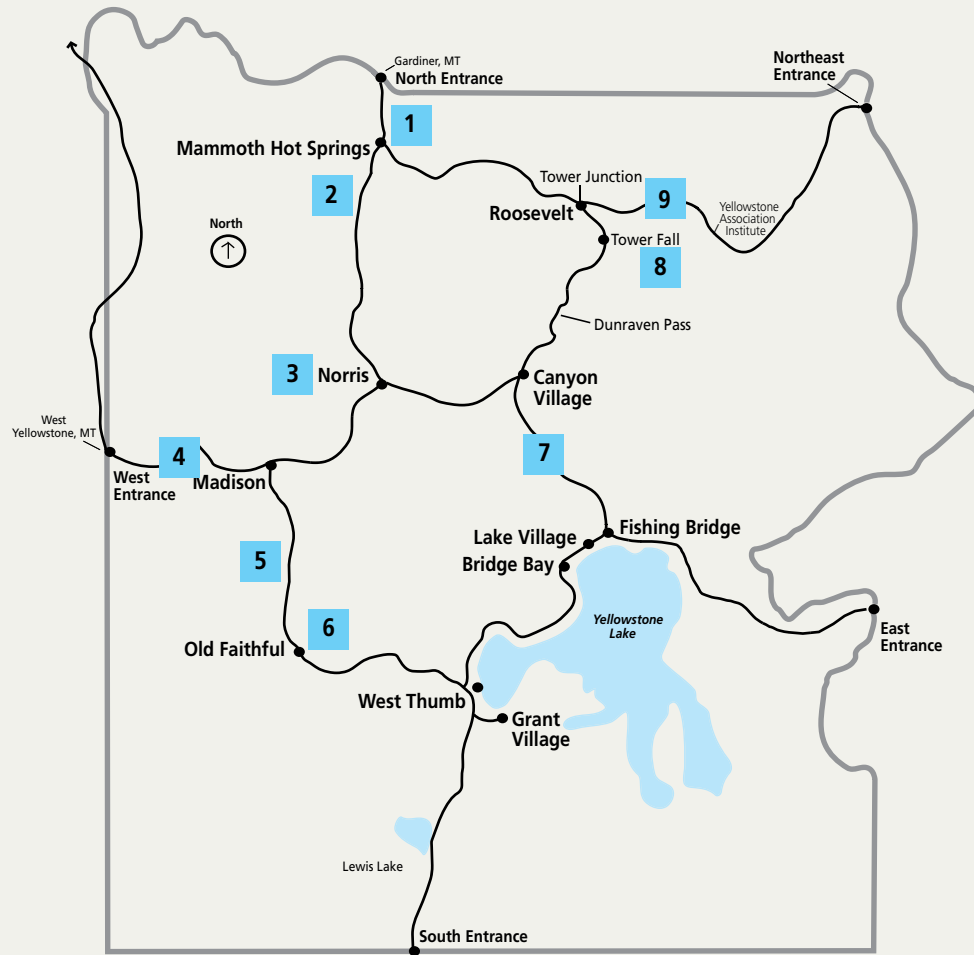 Gardiner, MT
North Entrance
Northeast
Entrance
1
Mammoth Hot Springs
2
Tower Junction
9
Roosevelt
Yellowstone
Association
Institute
North
Tower Fall
8
Dunraven Pass
3
Norris
Canyon
Village
West
Yellowstone, MT
4
7
West
Entrance
Madison
Fishing Bridge
Lake Village
Bridge Bay
5
Yellowstone
Lake
6
Old Faithful
East
Entrance
West Thumb
Grant
Village
Lewis Lake
South Entrance